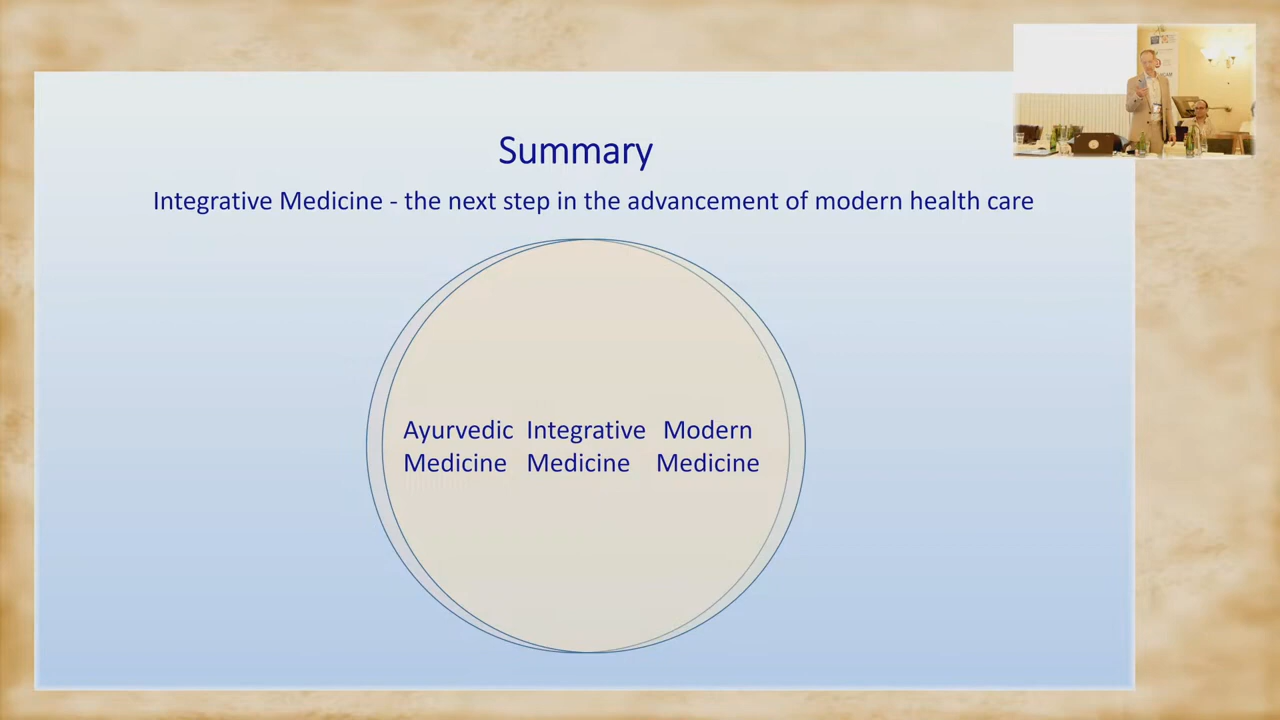 Summary
Integrative Medicine - the next step in the advancement of modern health care
Ayurvedic Integrative Modern
Medicine Medicine Medicine